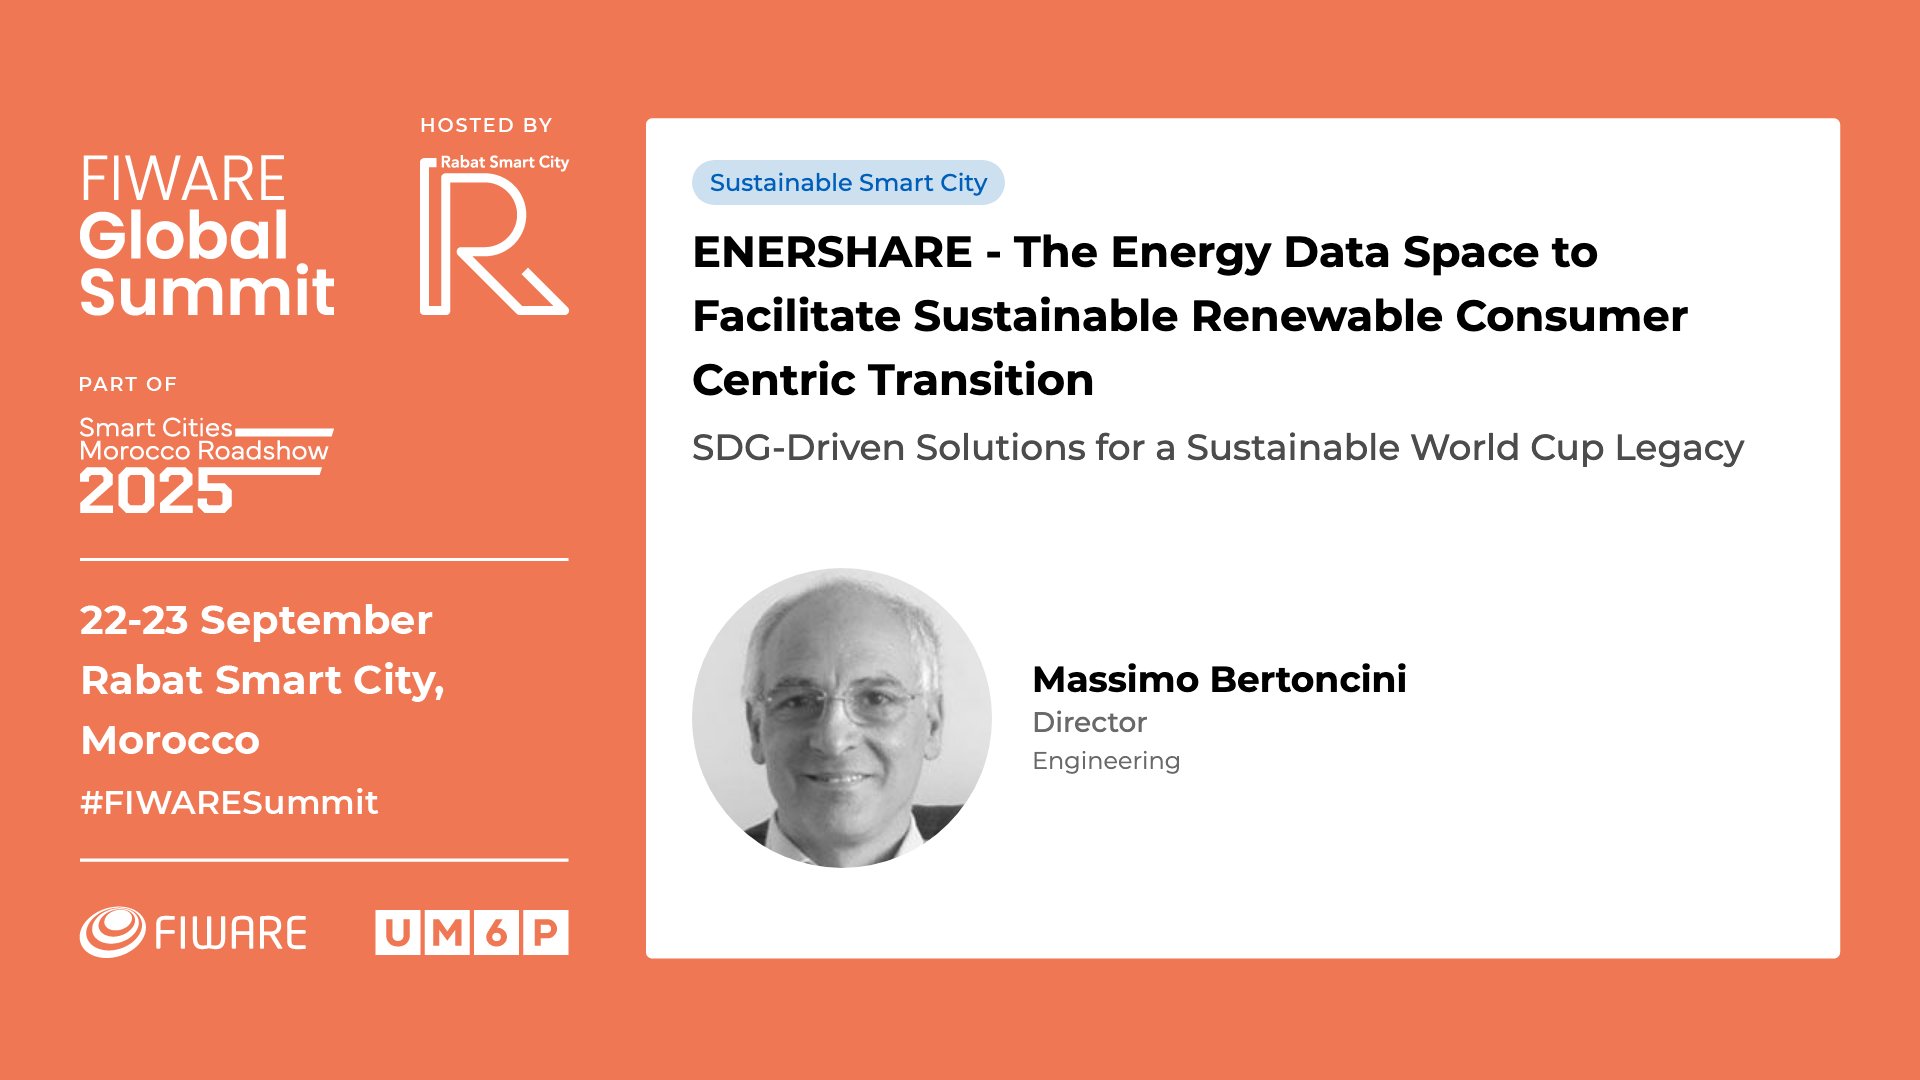 FIWARE
Global
Summit
HOSTED BY
Rabat Smart City
R
PART OF
Smart Cities
Morocco Roadshow
2025
22-23 September
Rabat Smart City,
Morocco
#FIWARESummit
FIWARE
UM6P
Sustainable Smart City
ENERSHARE - The Energy Data Space to
Facilitate Sustainable Renewable Consumer
Centric Transition
SDG-Driven Solutions for a Sustainable World Cup Legacy
Massimo Bertoncini
Director
Engineering